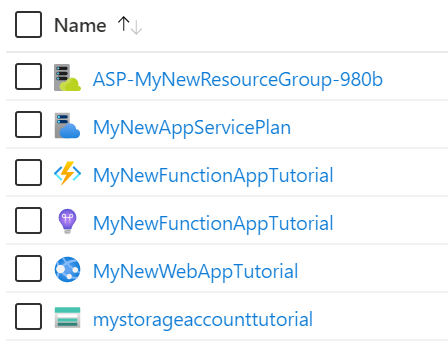 Name
ASP-MyNewResourceGroup-980b
MyNewAppServicePlan
MyNewFunctionAppTutorial
MyNewFunctionAppTutorial
MyNewWebAppTutorial
mystorageaccounttutorial